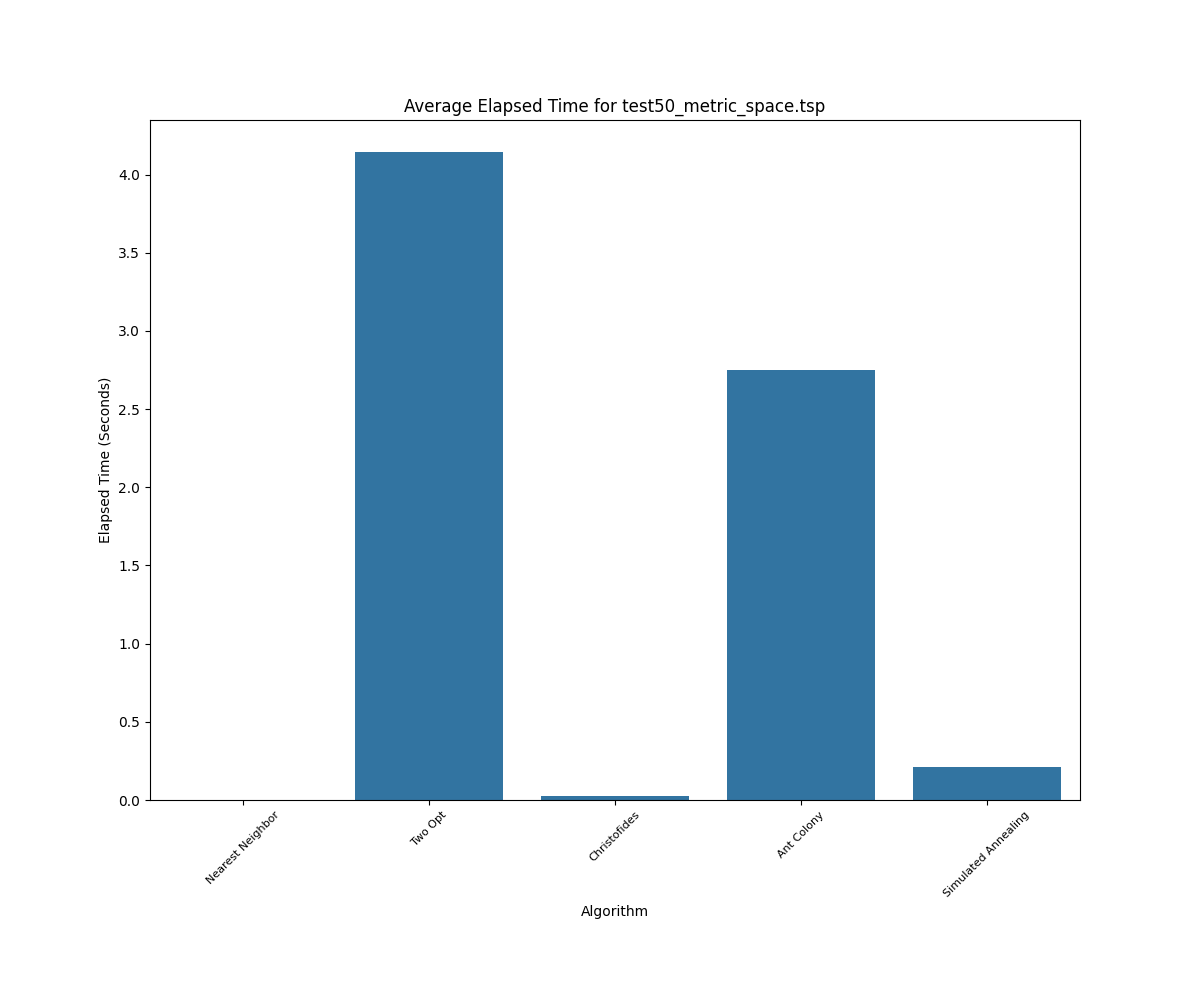 Average Elapsed Time for test50_metric_space.tsp
4.0
3.5
3.0
2.5
2.0
1.5
1.0
0.5
0.0
Elapsed Time (Seconds)
Nearest Neighbor
Two Opt
Christofides
Ant Colony
Simulated Annealing
Algorithm